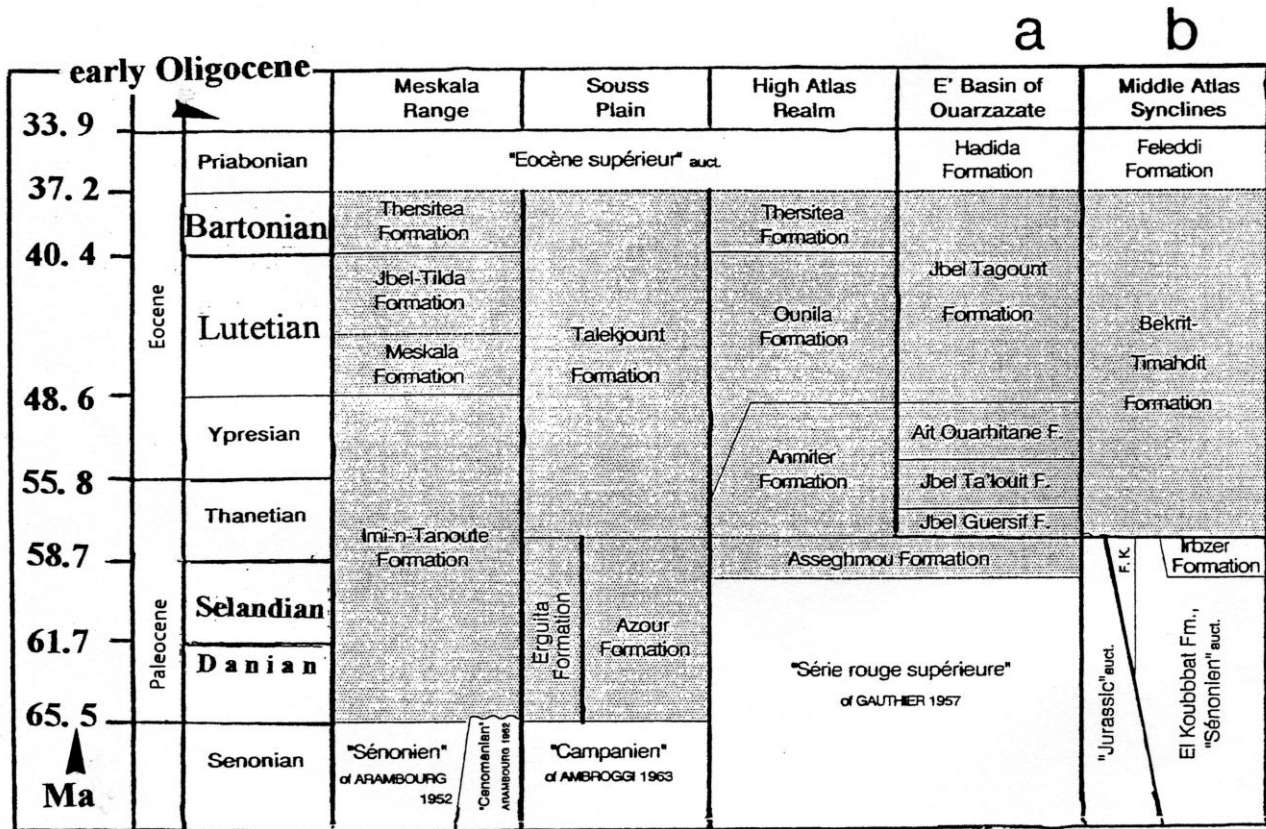 a b
early Oligocene
Meskala
Range
Souss
Plain
High Atlas
Realm
E' Basin of
Ouarzazate
Middle Atlas
Synclines
33. 9
37. 2
40. 4
48. 6
55. 8
58. 7
61. 7
65. 5
Ma
Eocene
Paleocene
Priabonian
Bartonian
Lutetian
Ypresian
Thanetian
Selandian
Danian
Senonian
"Eocène supérieur" auct.
Hadida
Formation
Feleddi
Formation
Thersitea
Formation
Jbel-Tilda
Formation
Meskala
Formation
Imi-n-Tanoute
Formation
"Sénonien"
of ARAMBOURG
1952
"Cenomanian"
ARAMBOURG 1952
Talekjount
Formation
Erguita
Formation
Azour
Formation
"Campanien"
of AMBROGGI 1963
Thersitea
Formation
Ounila
Formation
Anmiter
Formation
Asseghmou Formation
"Série rouge supérieure"
of GAUTHIER 1957
Jbel Tagount
Formation
Ait Ouarhitane F.
Jbel Ta'louit F.
Jbel Guersif F.
Bekrit-
Timahdit
Formation
"Jurassic" auct.
F. K.
Irbzer
Formation
El Koubbbat Fm.,
"Sénonien" auct.